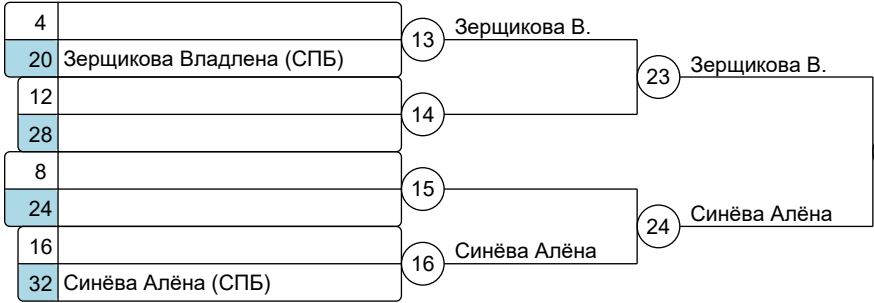 4
20 Зерщикова Владлена (СПБ)
13 Зерщикова В.
12
28
14
23 Зерщикова В.
8
24
15
16
32 Синёва Алёна (СПБ)
16 Синёва Алёна
24 Синёва Алёна